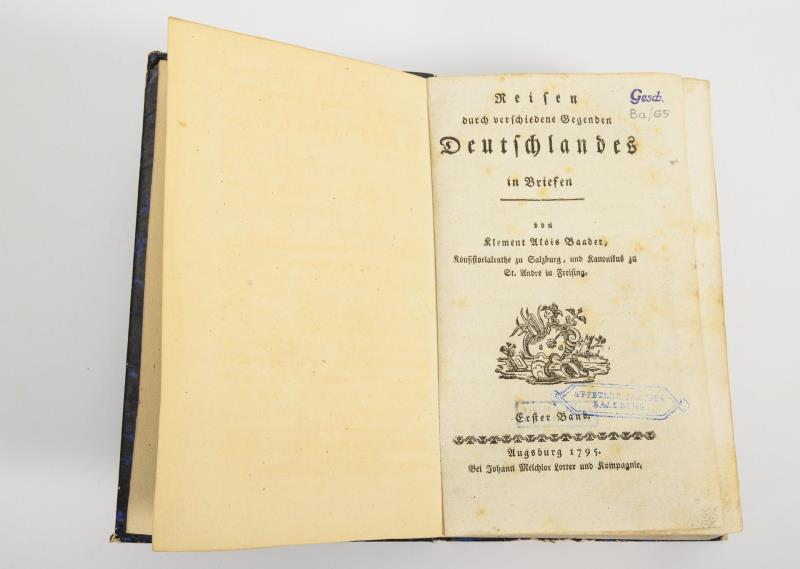 Reisen
durch verschiedene Gegenden
Deutschlandes
in Briefen
von
Klement Alois Baader,
Konsistorialrathe zu Salzburg, und Kanonikus zu
St. Andre in Freising.
Erster Band.
Augsburg 1795.
Bei Johann Melchior Lotter und Kompagnie.
Gesch.
Ba/65
SALZBURG